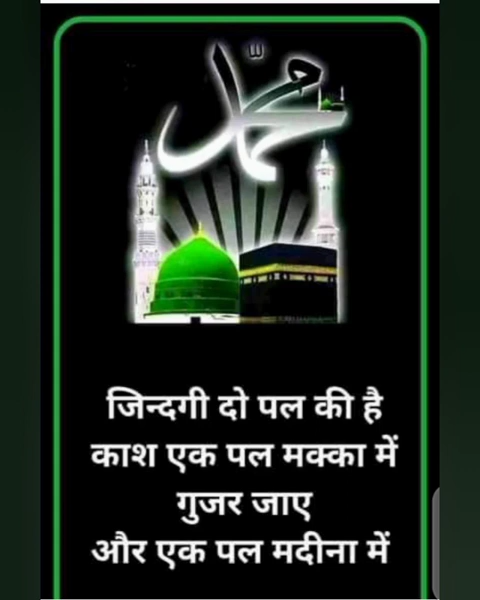 محمد
जिन्दगी दो पल की है
काश एक पल मक्का में
गुजर जाए
और एक पल मदीना में